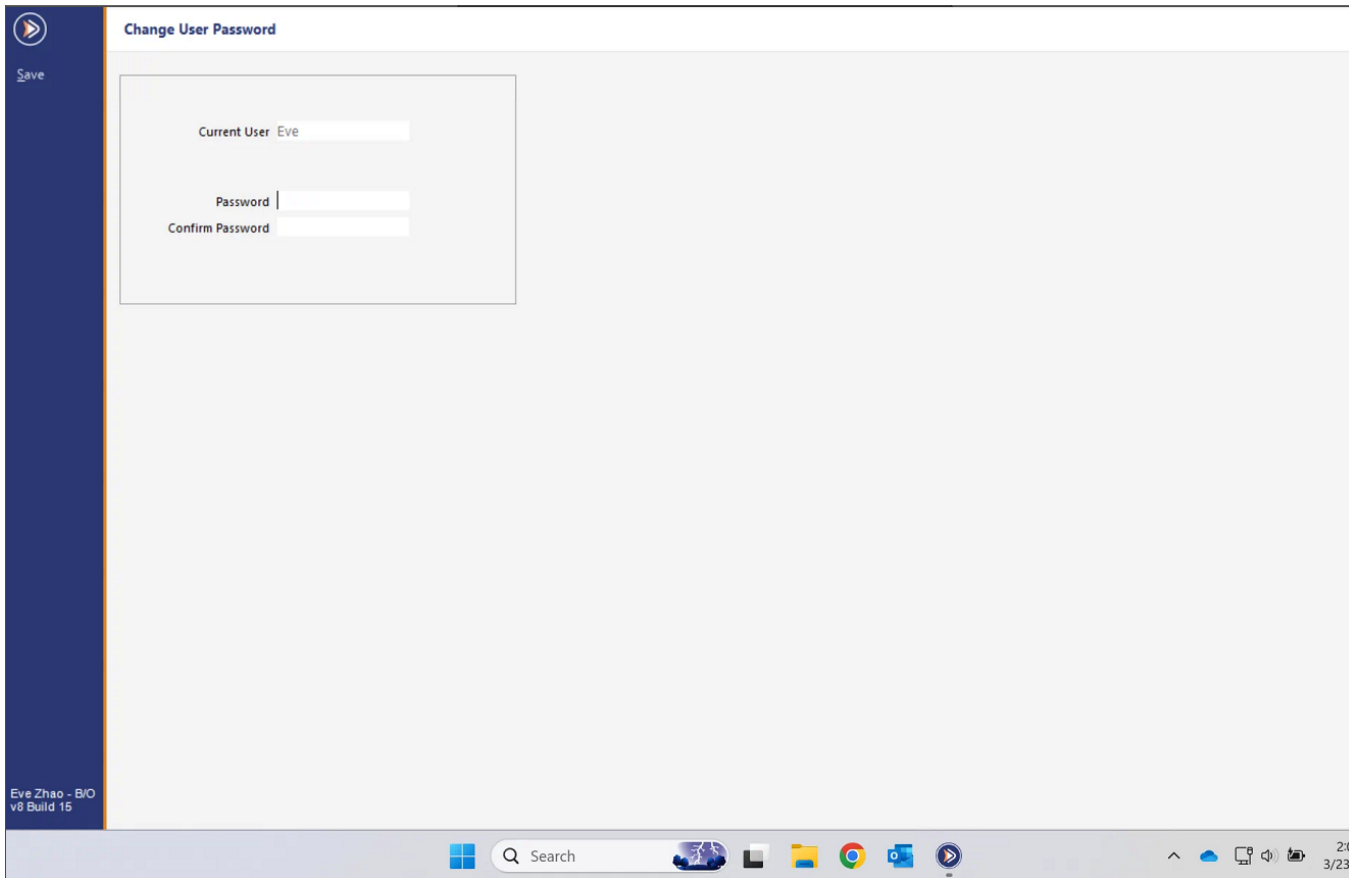 Change User Password
Save
Current User Eve
Password
Confirm Password
Eve Zhao - B/O
v8 Build 15
Search